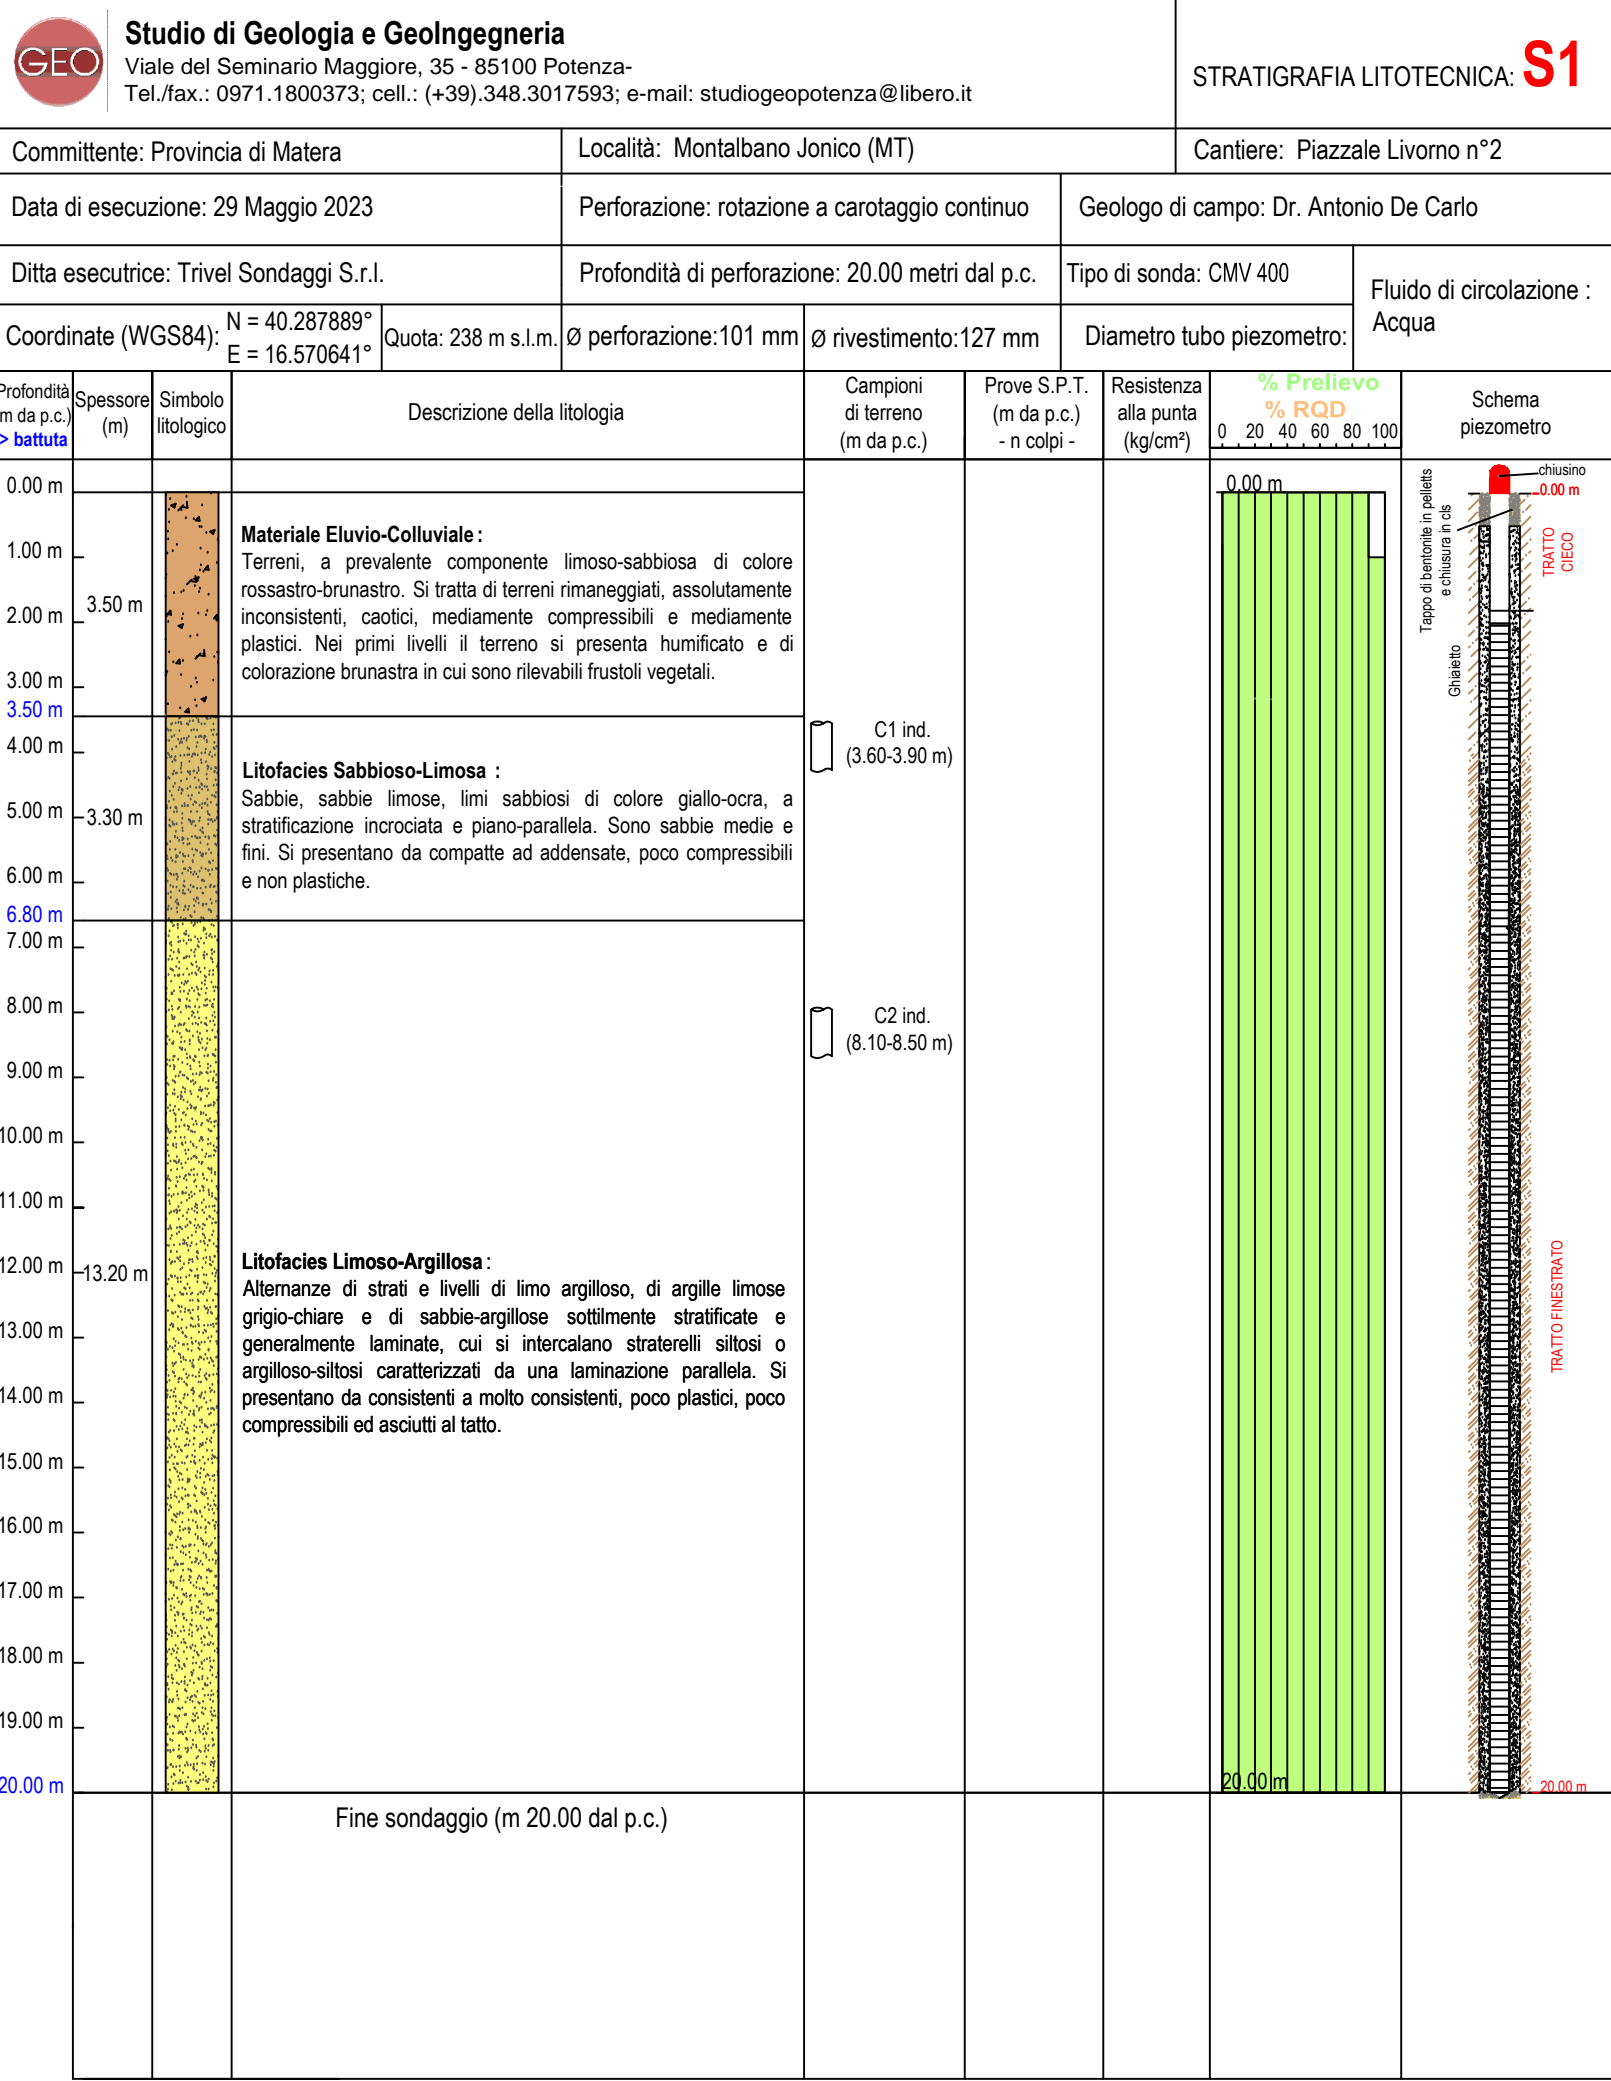 GEO
Studio di Geologia e GeoIngegneria
Viale del Seminario Maggiore, 35 - 85100 Potenza-
Tel./fax.: 0971.1800373; cell.: (+39).348.3017593; e-mail: studiogeopotenza@libero.it
STRATIGRAFIA LITOTECNICA: S1
Committente: Provincia di Matera
Località: Montalbano Jonico (MT)
Cantiere: Piazzale Livorno n°2
Data di esecuzione: 29 Maggio 2023
Perforazione: rotazione a carotaggio continuo
Geologo di campo: Dr. Antonio De Carlo
Ditta esecutrice: Trivel Sondaggi S.r.l.
Profondità di perforazione: 20.00 metri dal p.c.
Tipo di sonda: CMV 400
Fluido di circolazione :
Acqua
Coordinate (WGS84):
N = 40.287889°
E = 16.570641°
Quota: 238 m s.l.m.
Ø perforazione:101 mm
Ø rivestimento:127 mm
Diametro tubo piezometro:
Profondità
m da p.c.)
> battuta
Spessore
(m)
Simbolo
litologico
Descrizione della litologia
Campioni
di terreno
(m da p.c.)
Prove S.P.T.
(m da p.c.)
- n colpi -
Resistenza
alla punta
(kg/cm²)
% Prelievo
% RQD
0 20 40 60 80 100
Schema
piezometro
0.00 m
1.00 m
2.00 m
3.00 m
3.50 m
4.00 m
5.00 m
6.00 m
6.80 m
7.00 m
8.00 m
9.00 m
10.00 m
11.00 m
12.00 m
13.00 m
14.00 m
15.00 m
16.00 m
17.00 m
18.00 m
19.00 m
20.00 m
3.50 m
3.30 m
13.20 m
Materiale Eluvio-Colluviale :
Terreni, a prevalente componente limoso-sabbiosa di colore
rossastro-brunastro. Si tratta di terreni rimaneggiati, assolutamente
inconsistenti, caotici, mediamente compressibili e mediamente
plastici. Nei primi livelli il terreno si presenta humificato e di
colorazione brunastra in cui sono rilevabili frustoli vegetali.
Litofacies Sabbioso-Limosa :
Sabbie, sabbie limose, limi sabbiosi di colore giallo-ocra, a
stratificazione incrociata e piano-parallela. Sono sabbie medie e
fini. Si presentano da compatte ad addensate, poco compressibili
e non plastiche.
Litofacies Limoso-Argillosa :
Alternanze di strati e livelli di limo argilloso, di argille limose
grigio-chiare e di sabbie-argillose sottilmente stratificate e
generalmente laminate, cui si intercalano straterelli siltosi o
argilloso-siltosi caratterizzati da una laminazione parallela. Si
presentano da consistenti a molto consistenti, poco plastici, poco
compressibili ed asciutti al tatto.
Fine sondaggio (m 20.00 dal p.c.)
C1 ind.
(3.60-3.90 m)
C2 ind.
(8.10-8.50 m)
0.00 m
20.00 m
chiusino
0.00 m
Tappo di bentonite in pelletts
e chiusura in cls
TRATTO
CIECO
Ghiaietto
TRATTO FINESTRATO
20.00 m